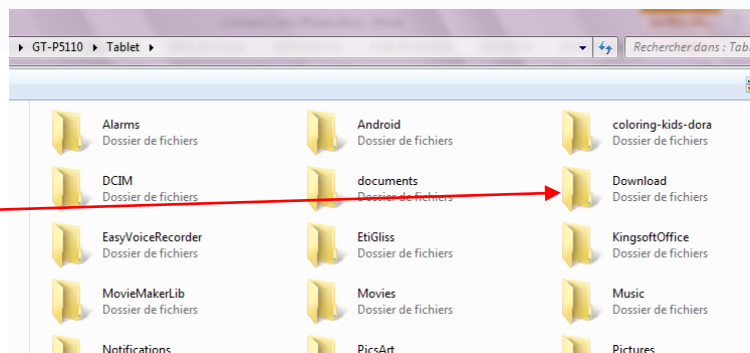 GT-P5110 ▸ Tablet ▸
Rechercher dans : Tab
Alarms Android coloring-kids-dora
Dossier de fichiers Dossier de fichiers Dossier de fichiers
DCIM documents Download
Dossier de fichiers Dossier de fichiers Dossier de fichiers
EasyVoiceRecorder EtiGliss KingsoftOffice
Dossier de fichiers Dossier de fichiers Dossier de fichiers
MovieMakerLib Movies Music
Dossier de fichiers Dossier de fichiers Dossier de fichiers
Notifications PicsArt Pictures